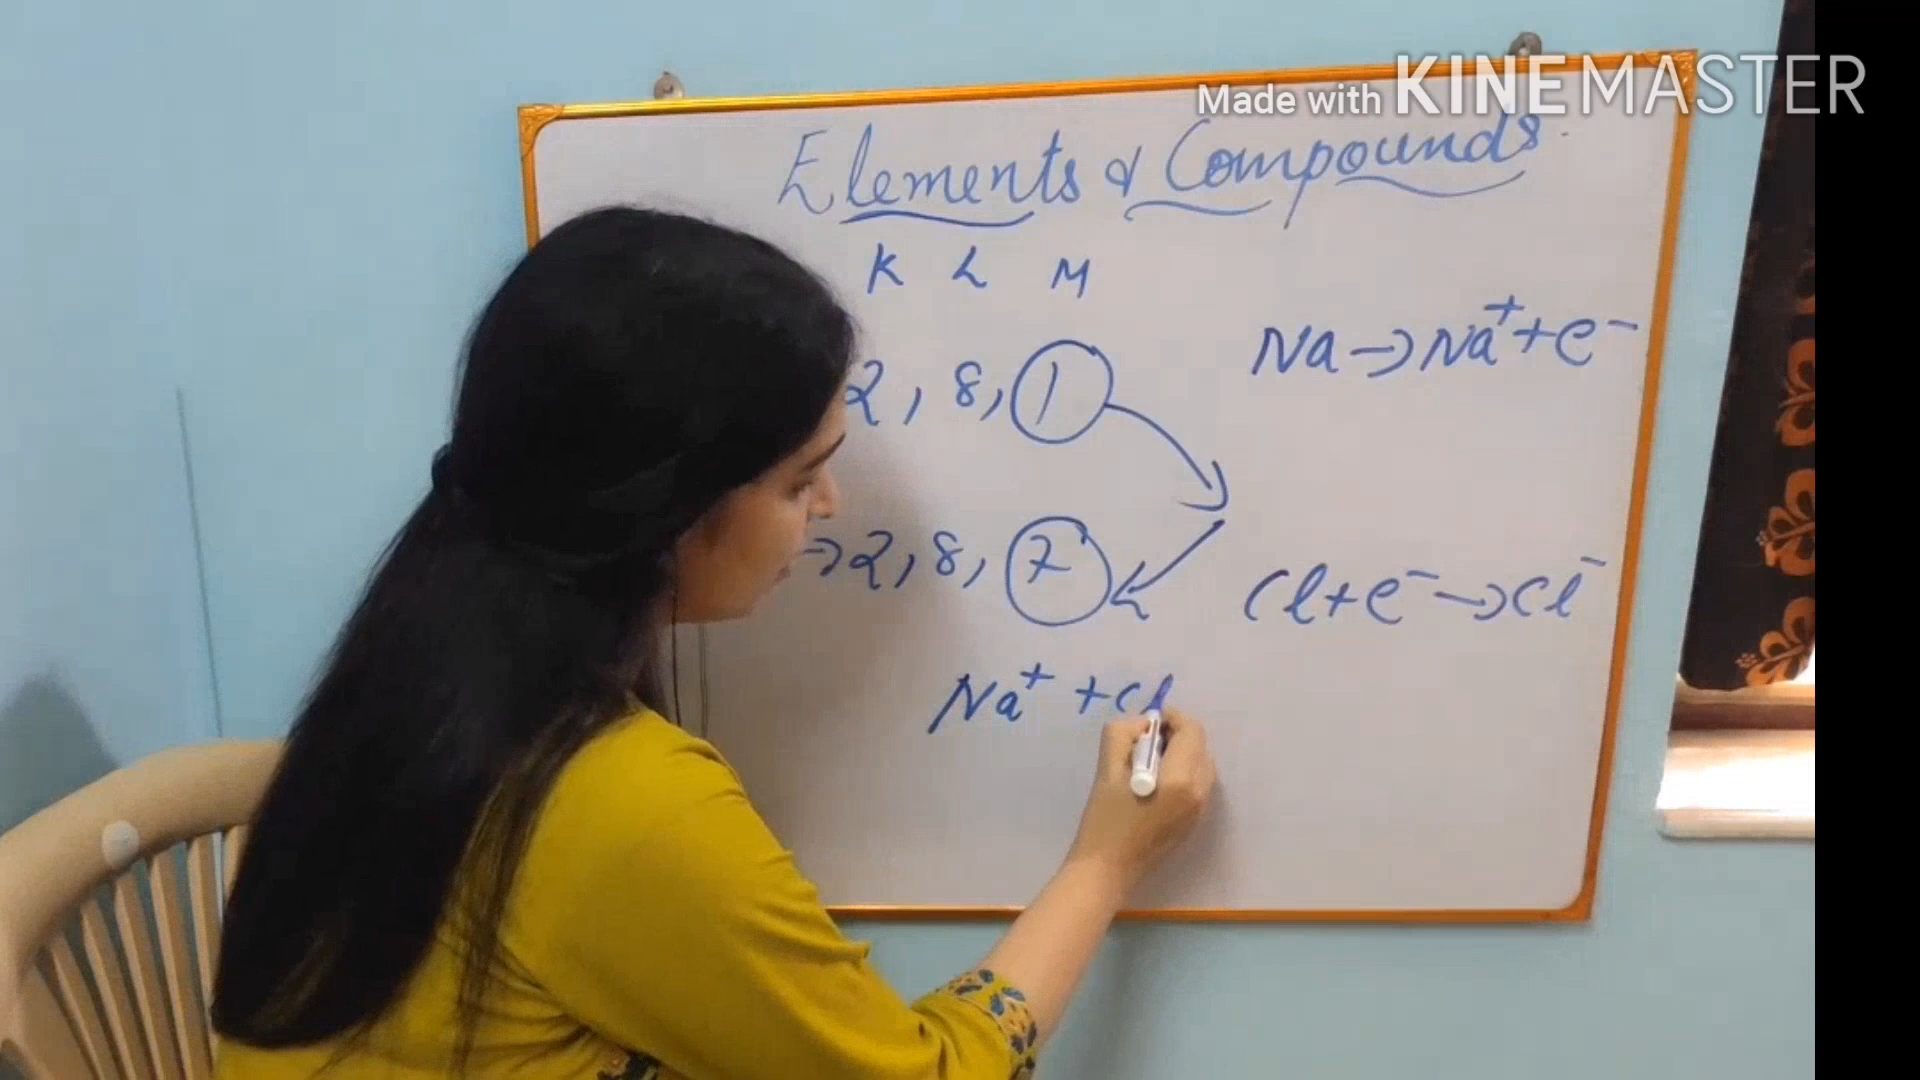 Made with KINEMASTER
Elements & Compounds.
K L M
2, 8, 1
Na → Na⁺ + e⁻
→ 2, 8, 7
Cl + e⁻ → Cl⁻
Na⁺ + Cl